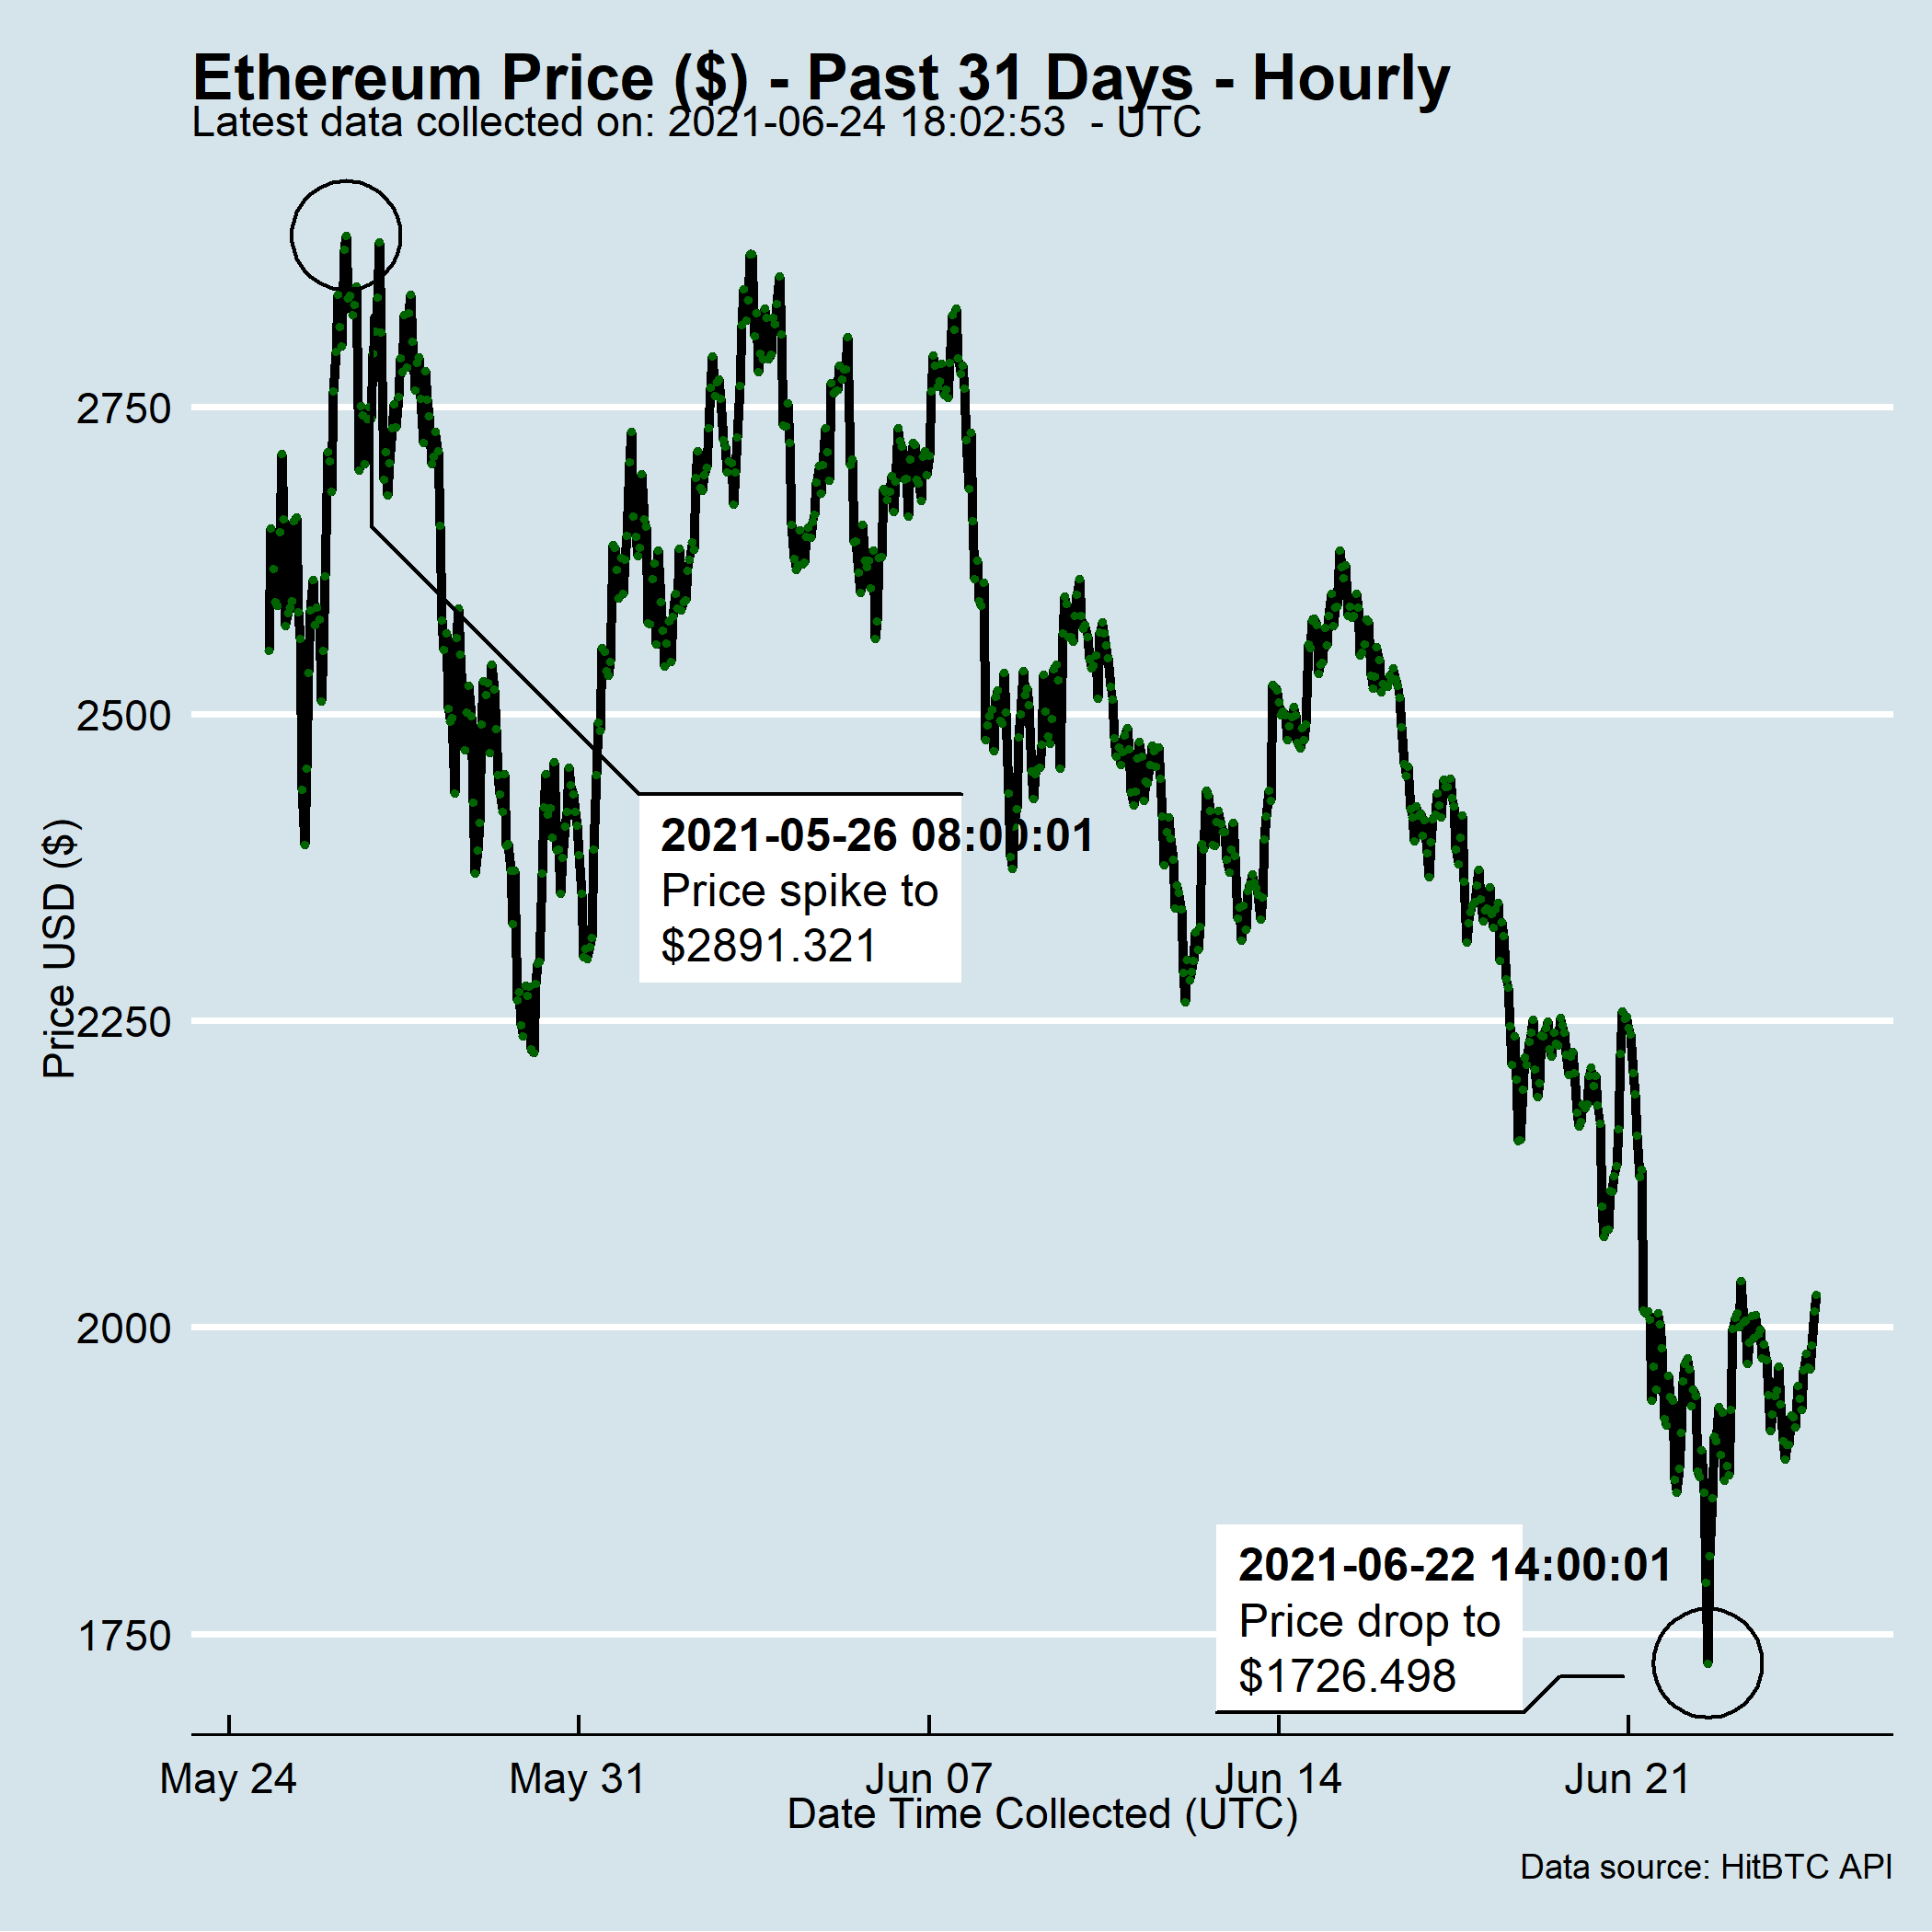 Ethereum Price ($) - Past 31 Days - Hourly
Latest data collected on: 2021-06-24 18:02:53  - UTC
Price USD ($)
2750
2500
2250
2000
1750
2021-05-26 08:00:01
Price spike to
$2891.321
2021-06-22 14:00:01
Price drop to
$1726.498
May 24
May 31
Jun 07
Jun 14
Jun 21
Date Time Collected (UTC)
Data source: HitBTC API